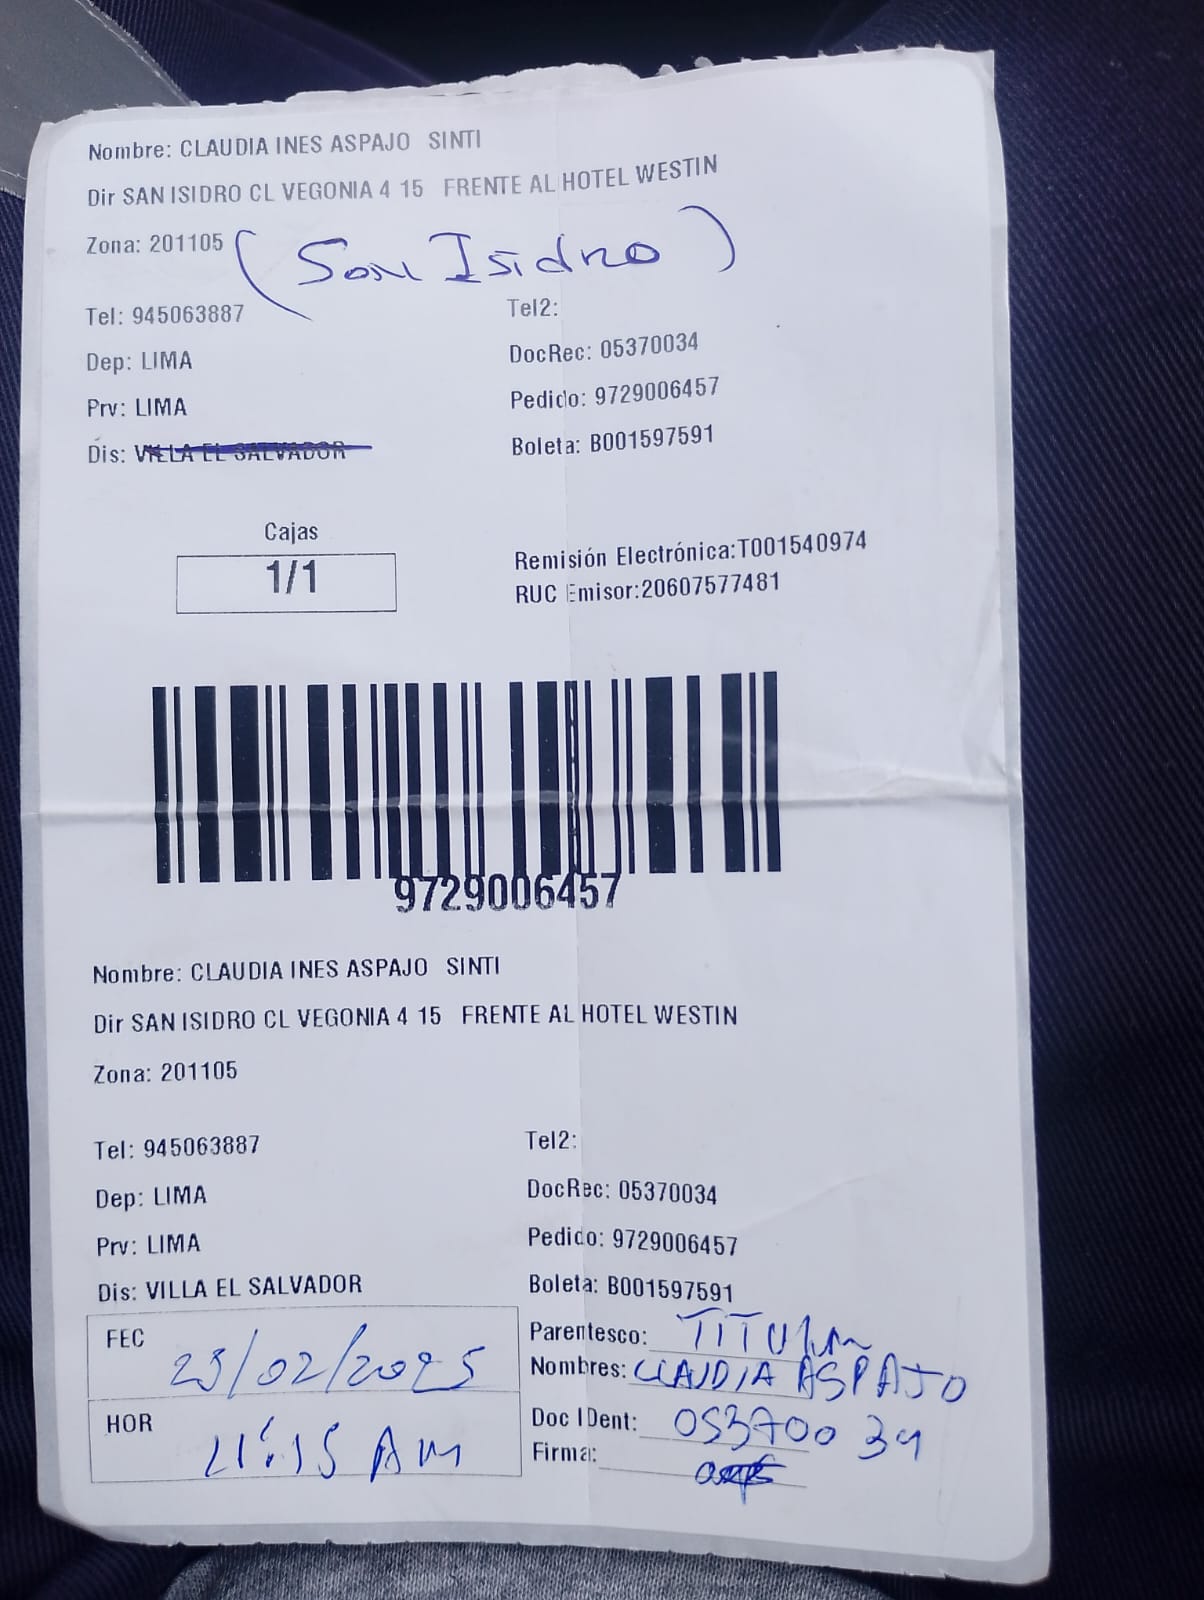 Nombre: CLAUDIA INES ASPAJO SINTI
Dir SAN ISIDRO CL VEGONIA 4 15 FRENTE AL HOTEL WESTIN
Zona: 201105 (San Isidro)
Tel: 945063887 Tel2:
Dep: LIMA DocRec: 05370034
Prv: LIMA Pedido: 9729006457
Dis: VILLA EL SALVADOR Boleta: B001597591
Cajas
1/1
Remisión Electrónica:T001540974
RUC Emisor:20607577481
9729006457
Nombre: CLAUDIA INES ASPAJO SINTI
Dir SAN ISIDRO CL VEGONIA 4 15 FRENTE AL HOTEL WESTIN
Zona: 201105
Tel: 945063887 Tel2:
Dep: LIMA DocRec: 05370034
Prv: LIMA Pedido: 9729006457
Dis: VILLA EL SALVADOR Boleta: B001597591
FEC 23/02/2025
HOR 11:15 AM
Parentesco: TITULAR
Nombres: CLAUDIA ASPAJO
Doc IDent: 05370034
Firma: